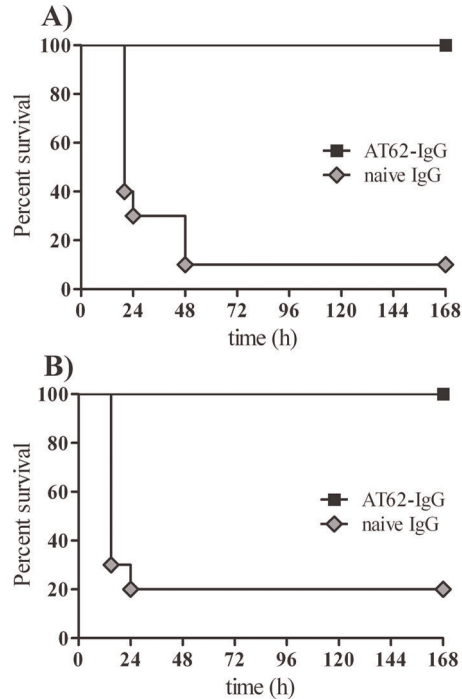 A)
100
80
60
40
20
0
Percent survival
AT62-IgG
naive IgG
0 24 48 72 96 120 144 168
time (h)
B)
100
80
60
40
20
0
Percent survival
AT62-IgG
naive IgG
0 24 48 72 96 120 144 168
time (h)